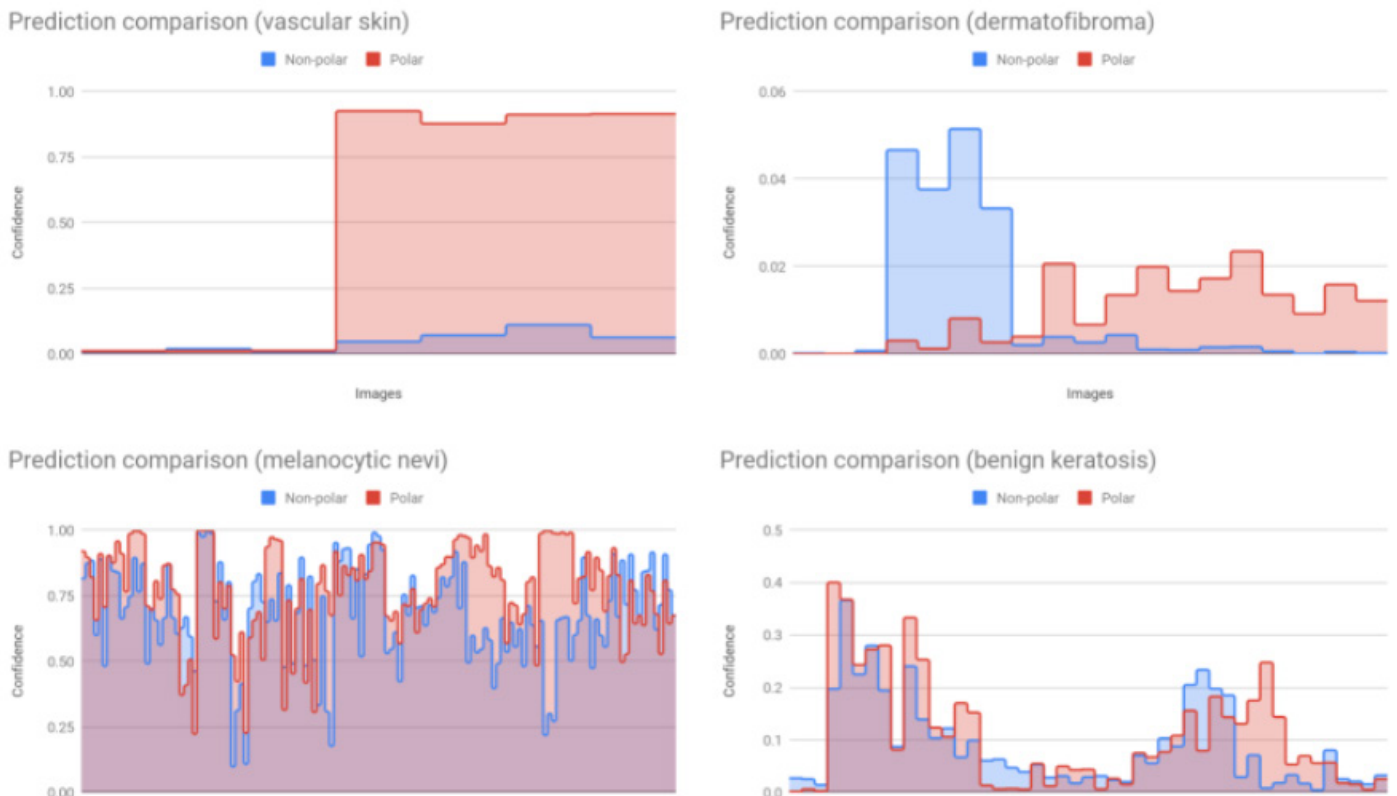 Prediction comparison (vascular skin)
Non-polar Polar
1.00
0.75
0.50
0.25
0.00
Confidence
Images
Prediction comparison (dermatofibroma)
Non-polar Polar
0.06
0.04
0.02
0.00
Confidence
Images
Prediction comparison (melanocytic nevi)
Non-polar Polar
1.00
0.75
0.50
0.25
0.00
Confidence
Prediction comparison (benign keratosis)
Non-polar Polar
0.5
0.4
0.3
0.2
0.1
0.0
Confidence